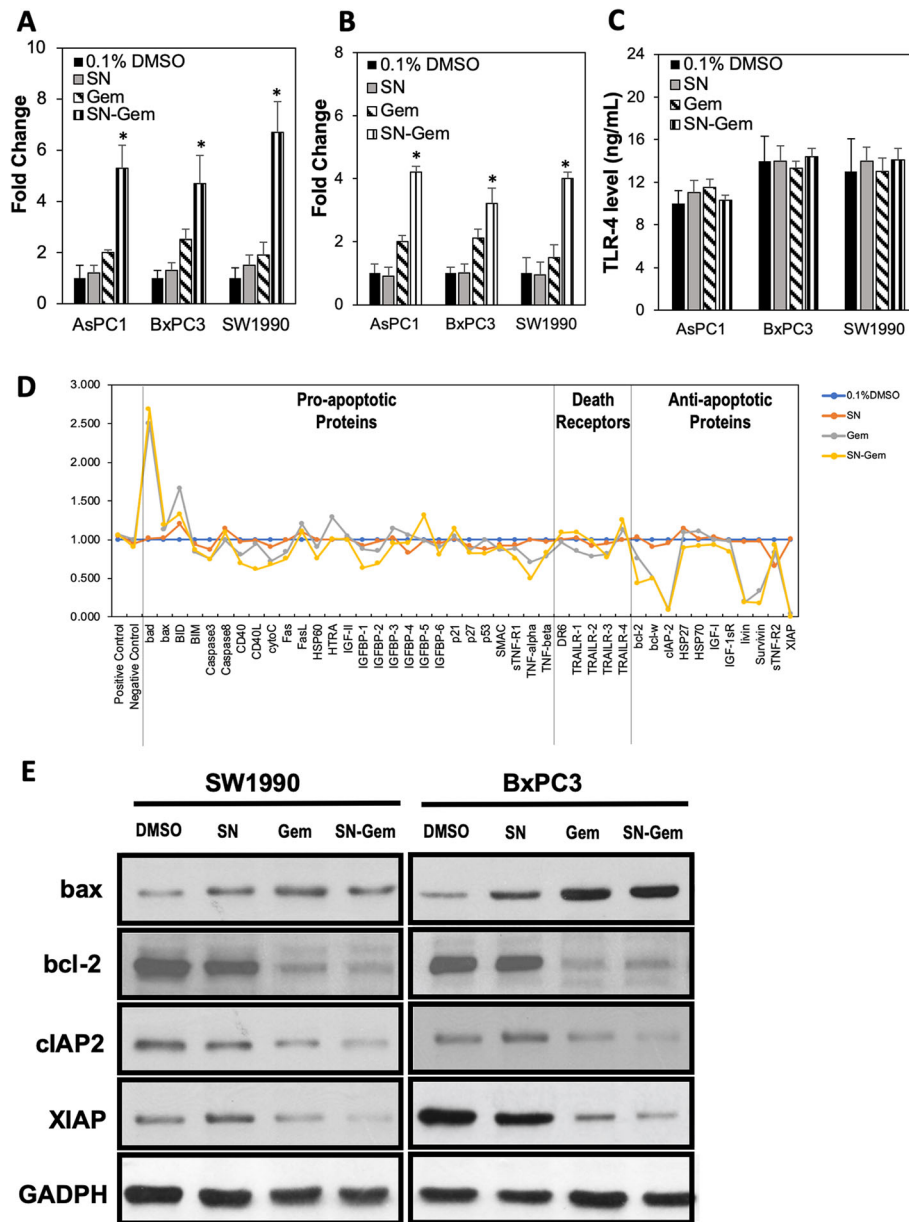 A
10
8
6
4
2
0
Fold Change
0.1% DMSO
SN
Gem
SN-Gem
*
*
*
AsPC1
BxPC3
SW1990
B
8
6
4
2
0
Fold Change
0.1% DMSO
SN
Gem
SN-Gem
*
*
*
AsPC1
BxPC3
SW1990
C
24
20
16
12
8
4
0
TLR-4 level (ng/mL)
0.1% DMSO
SN
Gem
SN-Gem
AsPC1
BxPC3
SW1990
D
3.000
2.500
2.000
1.500
1.000
0.500
0.000
Pro-apoptotic
Proteins
Death
Receptors
Anti-apoptotic
Proteins
0.1%DMSO
SN
Gem
SN-Gem
Positive Control
Negative Control
bad
bax
BID
BIM
Caspase3
Caspase8
CD40
CD40L
cytoC
Fas
FasL
HSP60
HTRA
IGF-II
IGFBP-1
IGFBP-2
IGFBP-3
IGFBP-4
IGFBP-5
IGFBP-6
p21
p27
p53
SMAC
sTNF-R1
TNF-alpha
TNF-beta
DR6
TRAILR-1
TRAILR-2
TRAILR-3
TRAILR-4
bcl-2
bcl-w
cIAP-2
HSP27
HSP70
IGF-I
IGF-1sR
livin
Survivin
sTNF-R2
XIAP
E
SW1990
BxPC3
DMSO SN Gem SN-Gem
DMSO SN Gem SN-Gem
bax
bcl-2
cIAP2
XIAP
GADPH